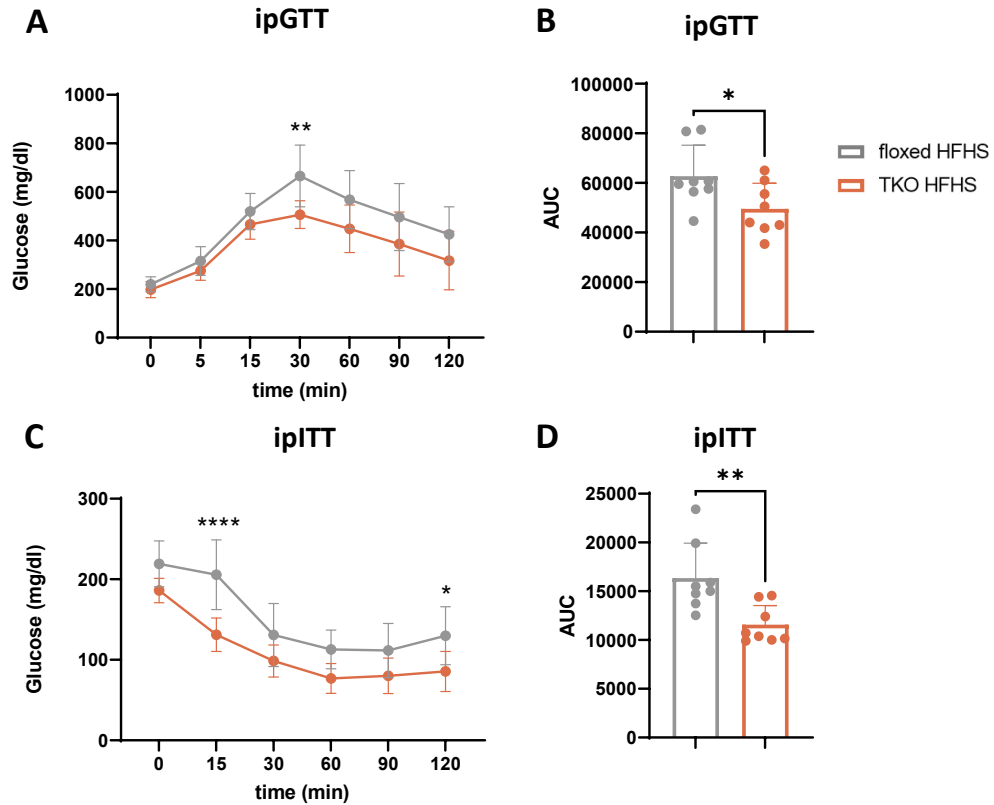 A
ipGTT
Glucose (mg/dl)
1000
800
600
400
200
0
**
0 5 15 30 60 90 120
time (min)
B
ipGTT
AUC
100000
80000
60000
40000
20000
0
*
floxed HFHS
TKO HFHS
C
ipITT
Glucose (mg/dl)
300
200
100
0
****
*
0 15 30 60 90 120
time (min)
D
ipITT
AUC
25000
20000
15000
10000
5000
0
**